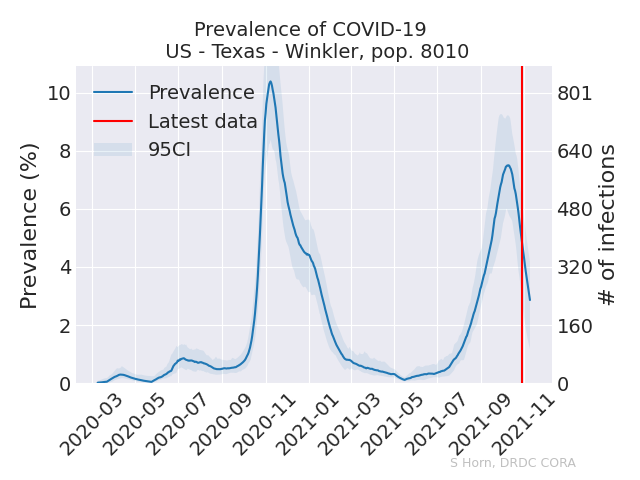 Prevalence of COVID-19
US - Texas - Winkler, pop. 8010
Prevalence
Latest data
95CI
Prevalence (%)
10
8
6
4
2
0
801
640
480
320
160
0
# of infections
2020-03
2020-05
2020-07
2020-09
2020-11
2021-01
2021-03
2021-05
2021-07
2021-09
2021-11
S Horn, DRDC CORA